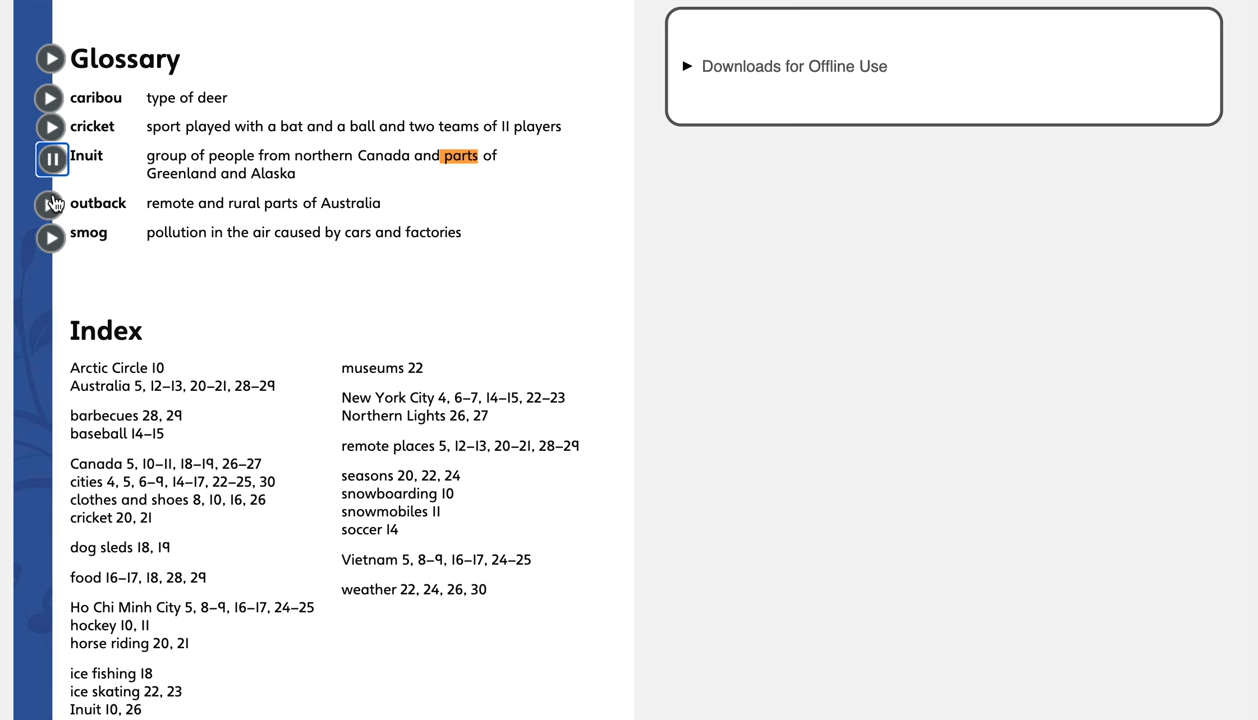 Glossary
caribou type of deer
cricket sport played with a bat and a ball and two teams of 11 players
Inuit group of people from northern Canada and parts of
Greenland and Alaska
outback remote and rural parts of Australia
smog pollution in the air caused by cars and factories
Index
Arctic Circle 10
Australia 5, 12–13, 20–21, 28–29
barbecues 28, 29
baseball 14–15
Canada 5, 10–11, 18–19, 26–27
cities 4, 5, 6–9, 14–17, 22–25, 30
clothes and shoes 8, 10, 16, 26
cricket 20, 21
dog sleds 18, 19
food 16–17, 18, 28, 29
Ho Chi Minh City 5, 8–9, 16–17, 24–25
hockey 10, 11
horse riding 20, 21
ice fishing 18
ice skating 22, 23
Inuit 10, 26
museums 22
New York City 4, 6–7, 14–15, 22–23
Northern Lights 26, 27
remote places 5, 12–13, 20–21, 28–29
seasons 20, 22, 24
snowboarding 10
snowmobiles 11
soccer 14
Vietnam 5, 8–9, 16–17, 24–25
weather 22, 24, 26, 30
Downloads for Offline Use